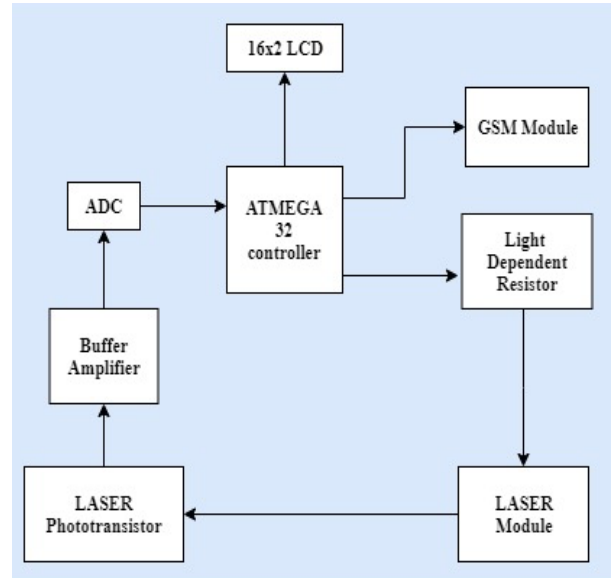 16x2 LCD
GSM Module
ADC
ATMEGA
32
controller
Light
Dependent
Resistor
Buffer
Amplifier
LASER
Phototransistor
LASER
Module